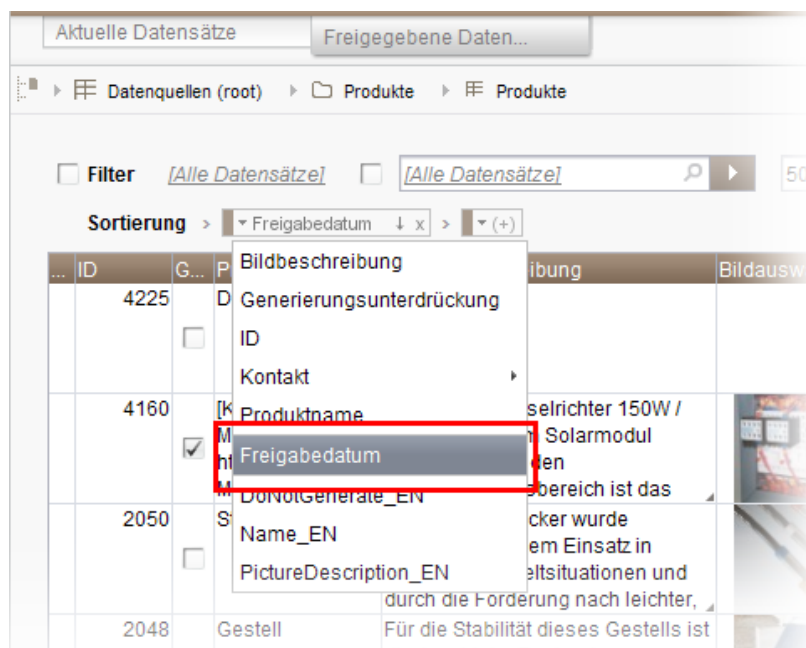 Aktuelle Datensätze
Freigegebene Daten...
Datenquellen (root) Produkte Produkte
Filter [Alle Datensätze] [Alle Datensätze] 50
Sortierung > Freigabedatum ↓ x > (+)
... ID G... P ibung Bildausw
Bildbeschreibung
Generierungsunterdrückung
ID
Kontakt
Produktname
Freigabedatum
DoNotGenerate_EN
Name_EN
PictureDescription_EN
4225 D
4160 [K selrichter 150W /
M Solarmodul
ht den
M bereich ist das
2050 S cker wurde
em Einsatz in
eltsituationen und
durch die Forderung nach leichter,
2048 Gestell Für die Stabilität dieses Gestells ist